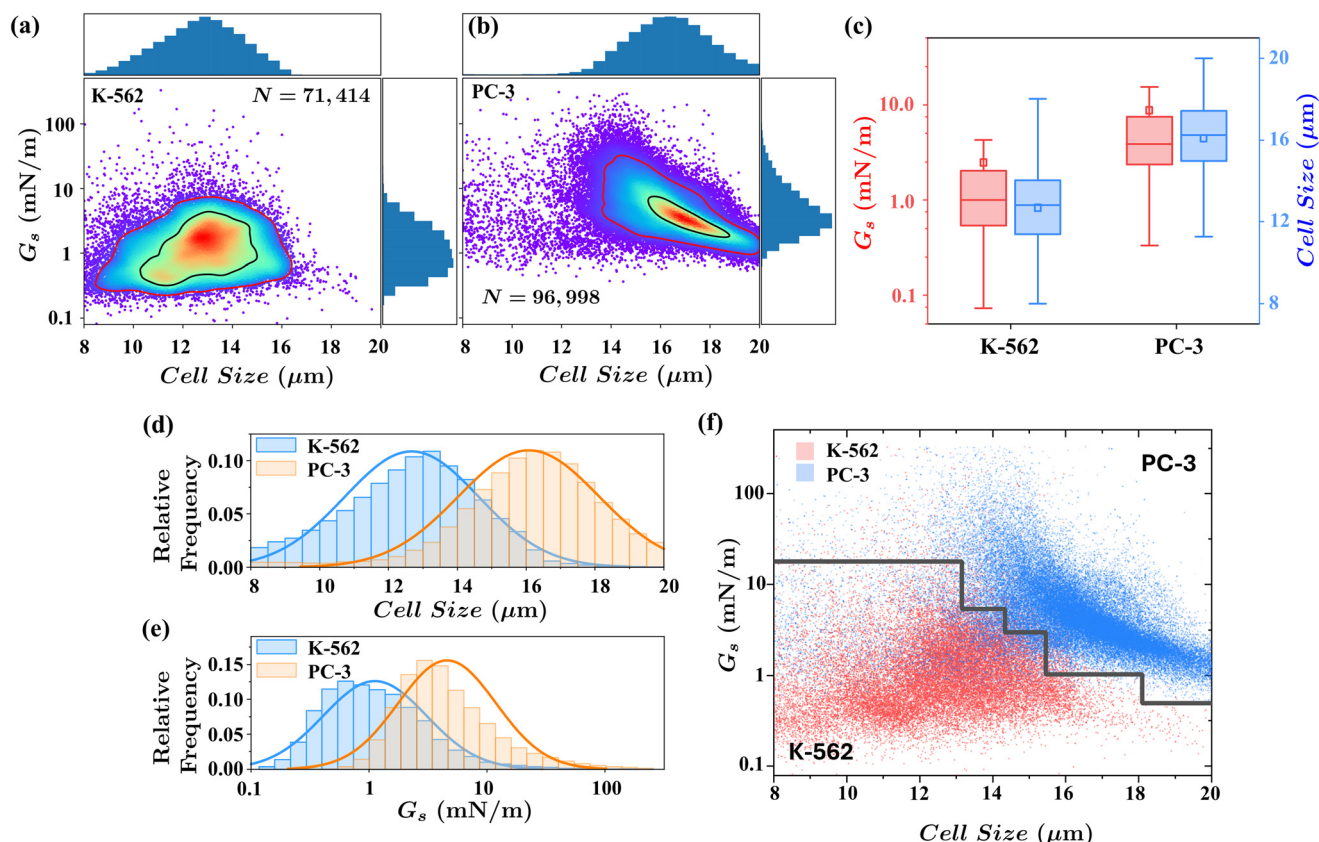 (a)
K-562
N = 71,414
100
10
1
0.1
G_s (mN/m)
8 10 12 14 16 18 20
Cell Size (μm)
(b)
PC-3
N = 96,998
8 10 12 14 16 18 20
Cell Size (μm)
(c)
10.0
1.0
0.1
G_s (mN/m)
20
16
12
8
Cell Size (μm)
K-562 PC-3
(d)
K-562
PC-3
0.10
0.05
0.00
Relative
Frequency
8 10 12 14 16 18 20
Cell Size (μm)
(e)
K-562
PC-3
0.15
0.10
0.05
0.00
Relative
Frequency
0.1 1 10 100
G_s (mN/m)
(f)
K-562
PC-3
PC-3
K-562
100
10
1
0.1
G_s (mN/m)
8 10 12 14 16 18 20
Cell Size (μm)